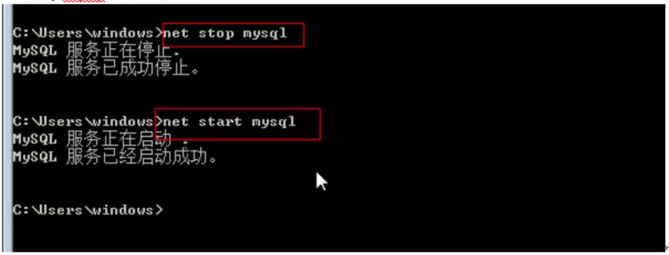 C:\Users\windows>net stop mysql
MySQL 服务正在停止.
MySQL 服务已成功停止。
C:\Users\windows>net start mysql
MySQL 服务正在启动 .
MySQL 服务已经启动成功。
C:\Users\windows>